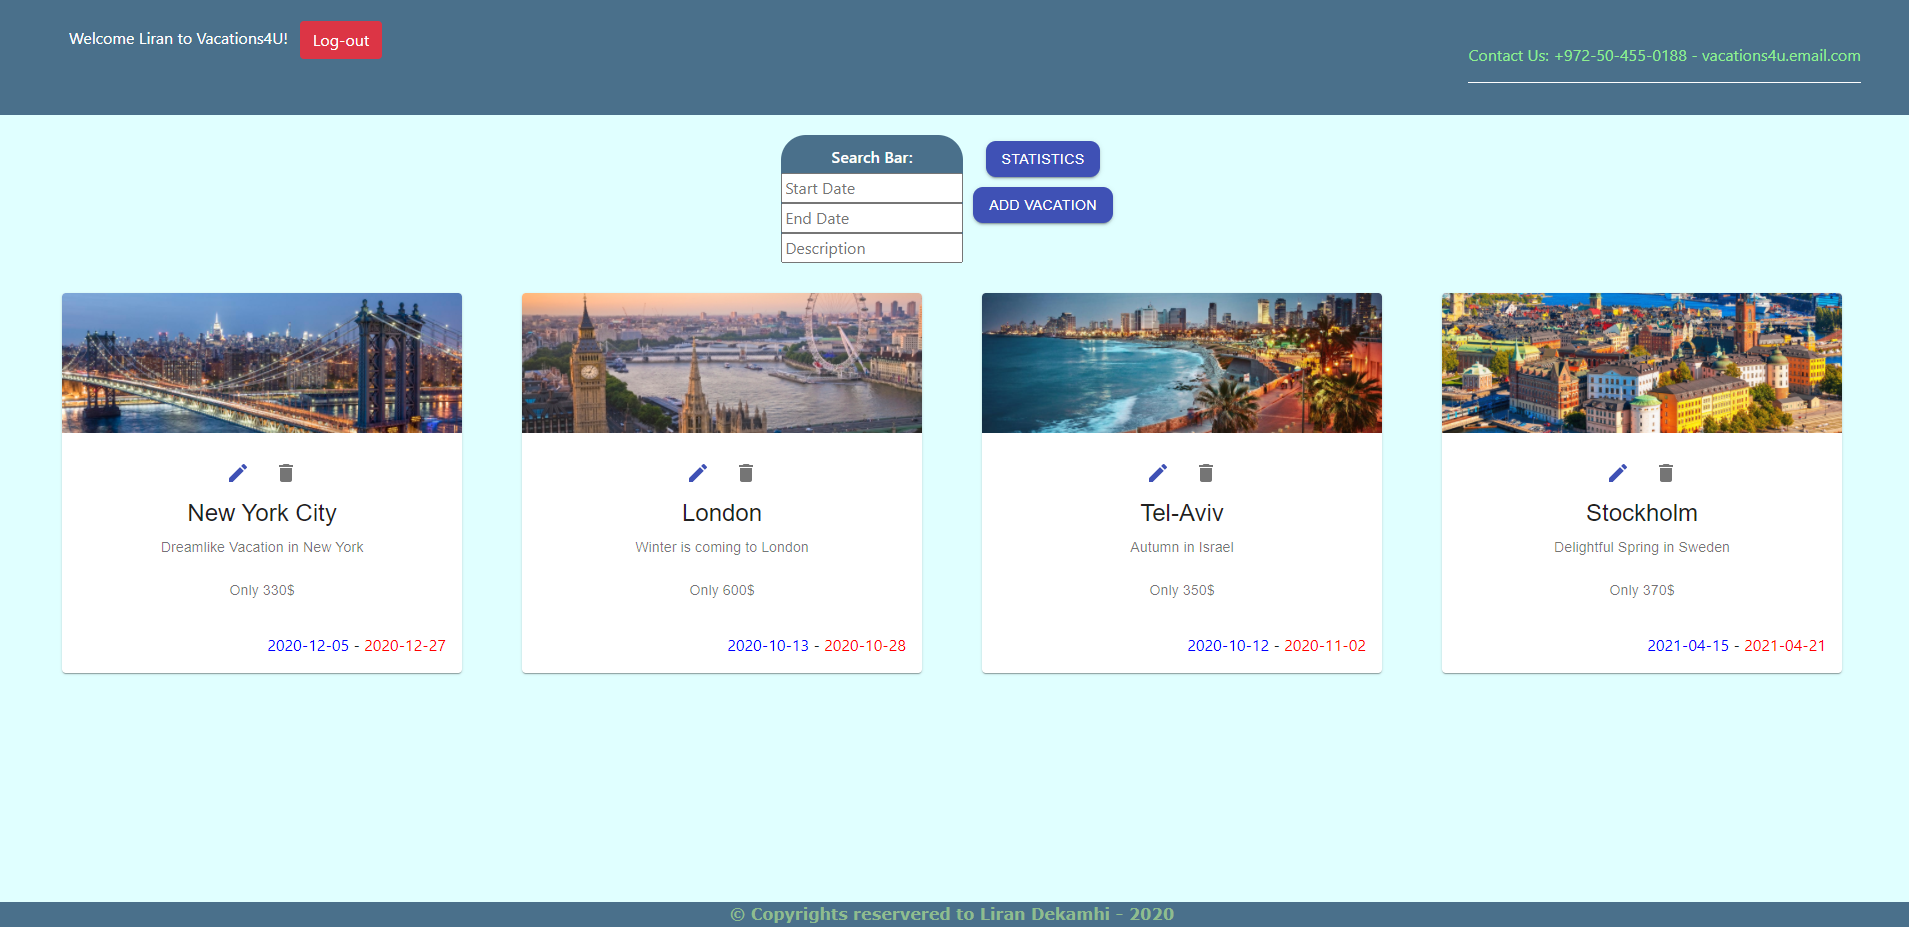 Welcome Liran to Vacations4U! Log-out
Contact Us: +972-50-455-0188 - vacations4u.email.com
Search Bar:
Start Date
End Date
Description
STATISTICS
ADD VACATION
New York City
Dreamlike Vacation in New York
Only 330$
2020-12-05 - 2020-12-27
London
Winter is coming to London
Only 600$
2020-10-13 - 2020-10-28
Tel-Aviv
Autumn in Israel
Only 350$
2020-10-12 - 2020-11-02
Stockholm
Delightful Spring in Sweden
Only 370$
2021-04-15 - 2021-04-21
© Copyrights reservered to Liran Dekamhi - 2020